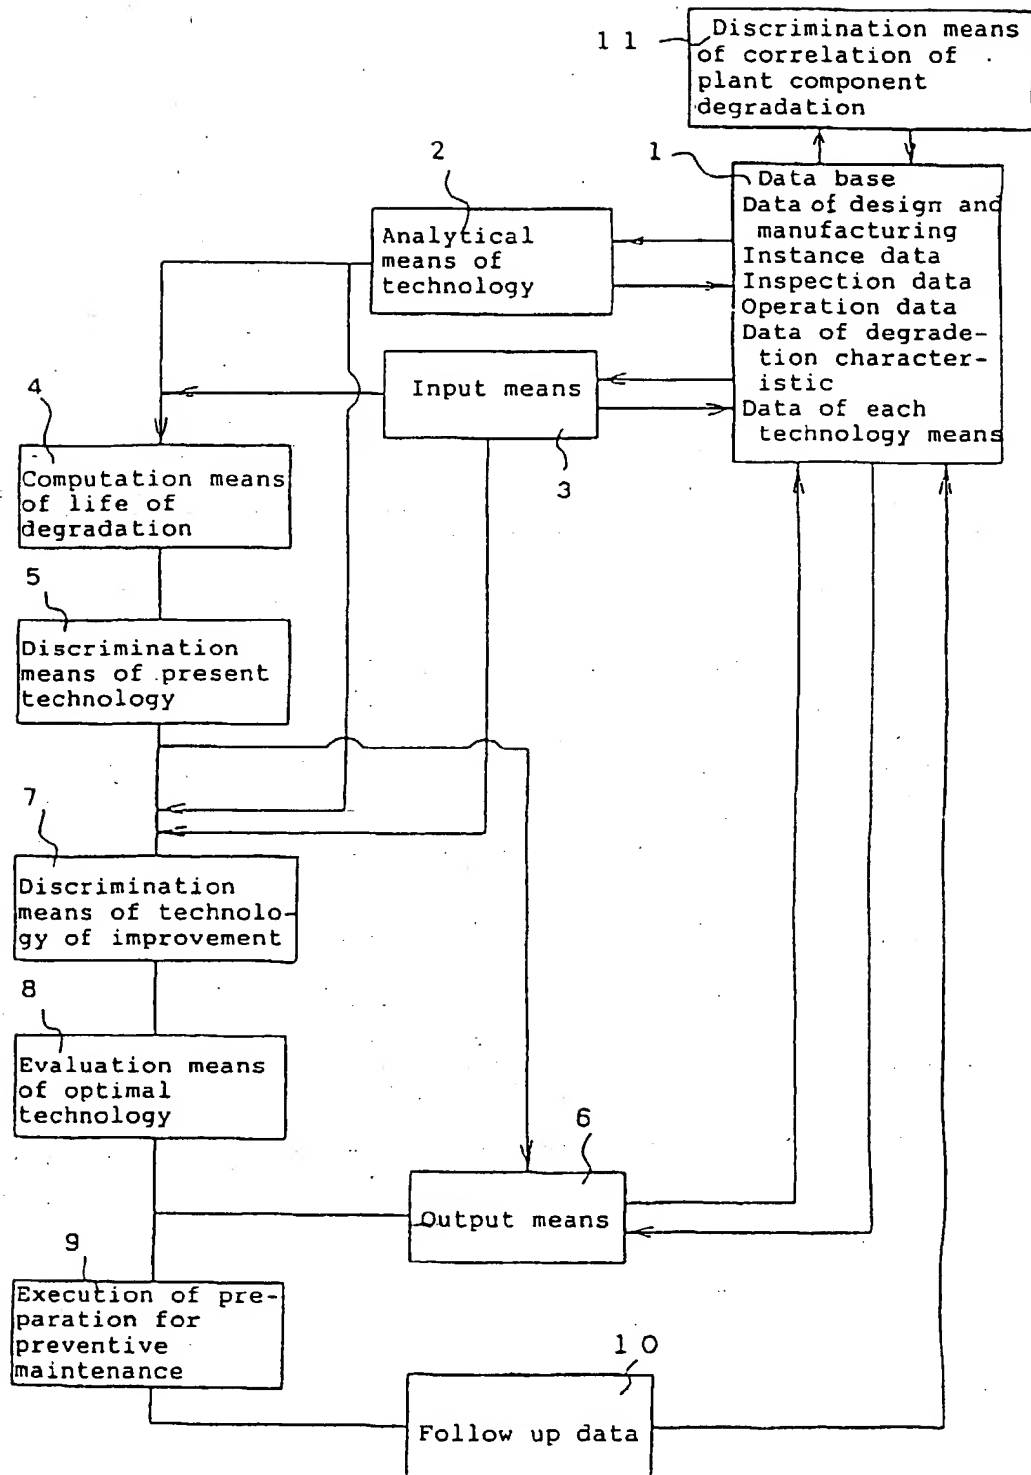 11
Discrimination means
of correlation of
plant component
degradation
1
Data base
Data of design and
manufacturing
Instance data
Inspection data
Operation data
Data of degrade-
tion character-
istic
Data of each
technology means
2
Analytical
means of
technology
Input means
3
4
Computation means
of life of
degradation
5
Discrimination
means of present
technology
7
Discrimination
means of technolo-
gy of improvement
8
Evaluation means
of optimal
technology
6
Output means
9
Execution of pre-
paration for
preventive
maintenance
10
Follow up data